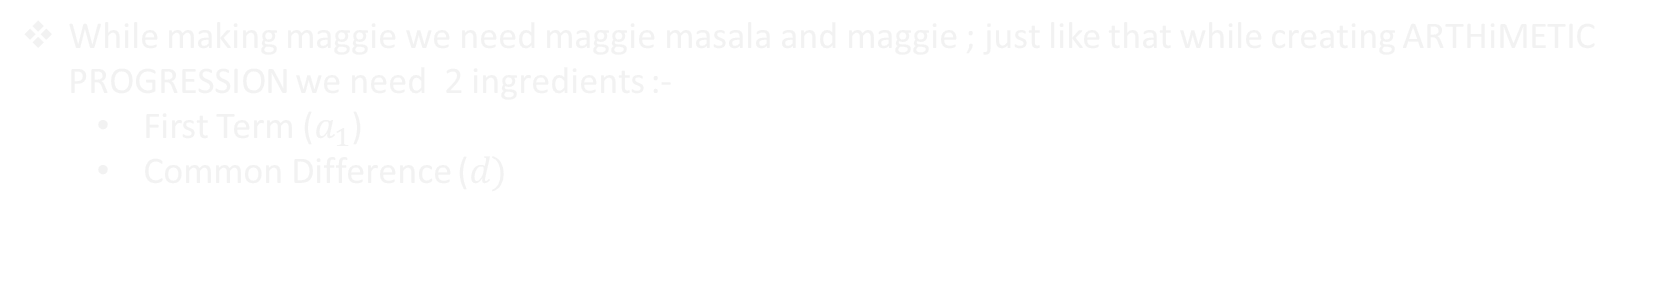 ❖ While making maggie we need maggie masala and maggie ; just like that while creating ARTHiMETIC
PROGRESSION we need 2 ingredients :-
• First Term (𝑎₁)
• Common Difference (𝑑)